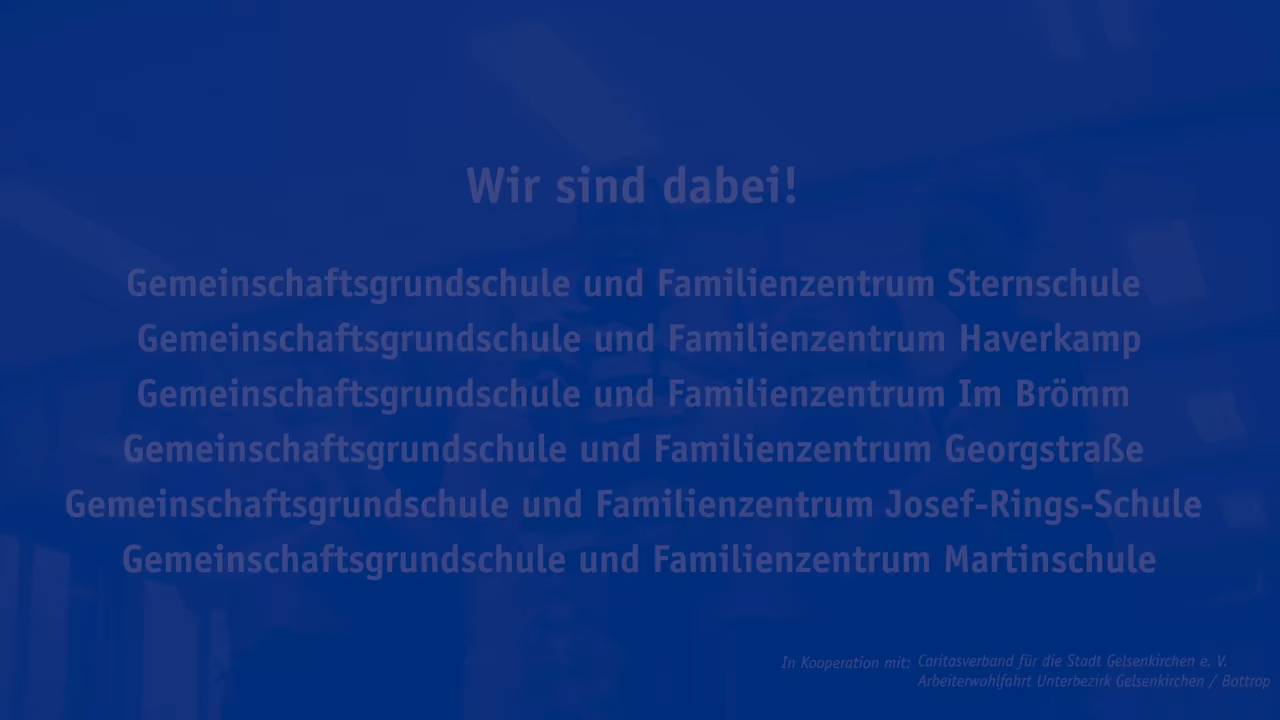 Wir sind dabei!
Gemeinschaftsgrundschule und Familienzentrum Sternschule
Gemeinschaftsgrundschule und Familienzentrum Haverkamp
Gemeinschaftsgrundschule und Familienzentrum Im Brömm
Gemeinschaftsgrundschule und Familienzentrum Georgstraße
Gemeinschaftsgrundschule und Familienzentrum Josef-Rings-Schule
Gemeinschaftsgrundschule und Familienzentrum Martinschule
In Kooperation mit: Caritasverband für die Stadt Gelsenkirchen e. V.
Arbeiterwohlfahrt Unterbezirk Gelsenkirchen / Bottrop